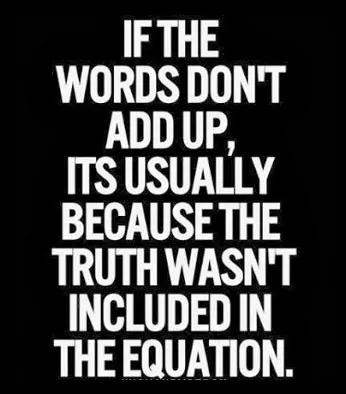 IF THE
WORDS DON'T
ADD UP,
ITS USUALLY
BECAUSE THE
TRUTH WASN'T
INCLUDED IN
THE EQUATION.